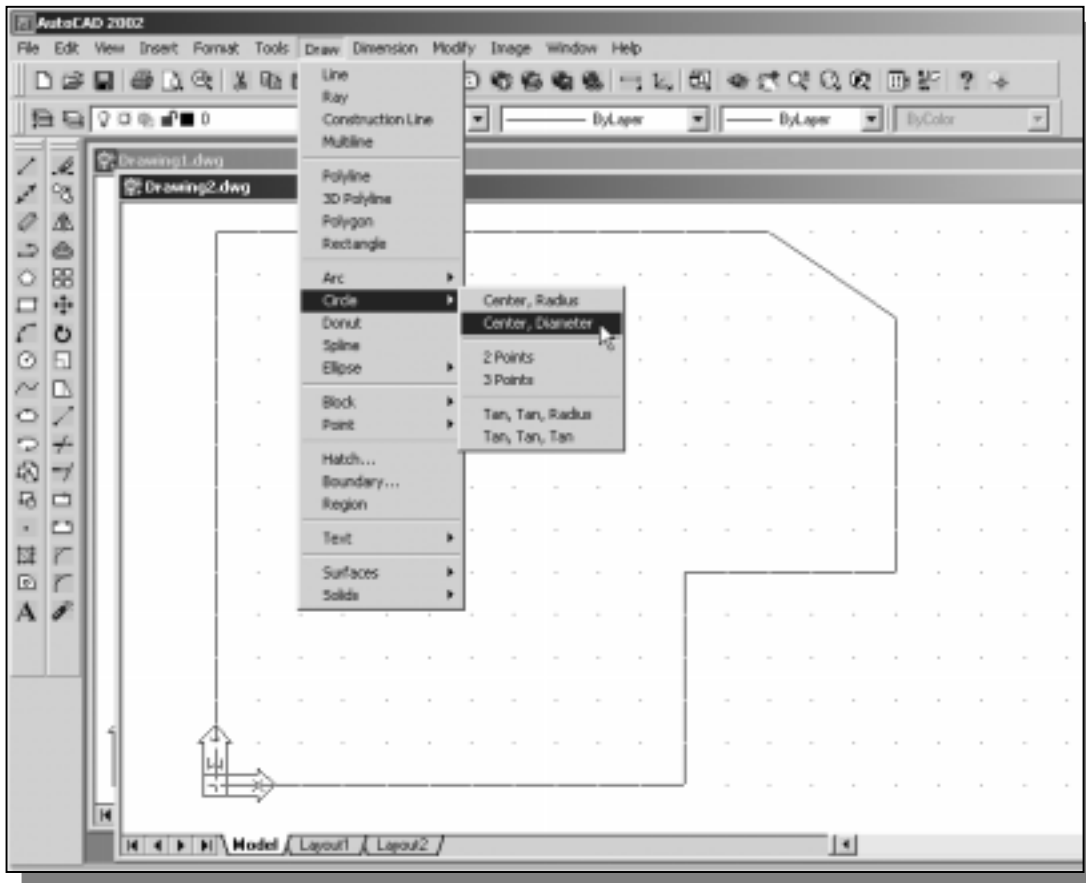 AutoCAD 2002
File Edit View Insert Format Tools Draw Dimension Modify Image Window Help
0
ByLayer
ByLayer
ByColor
Drawing1.dwg
Drawing2.dwg
Line
Ray
Construction Line
Multiline
Polyline
3D Polyline
Polygon
Rectangle
Arc
Circle
Donut
Spline
Ellipse
Block
Point
Hatch...
Boundary...
Region
Text
Surfaces
Solids
Center, Radius
Center, Diameter
2 Points
3 Points
Tan, Tan, Radius
Tan, Tan, Tan
A
W
X
Model Layout1 Layout2